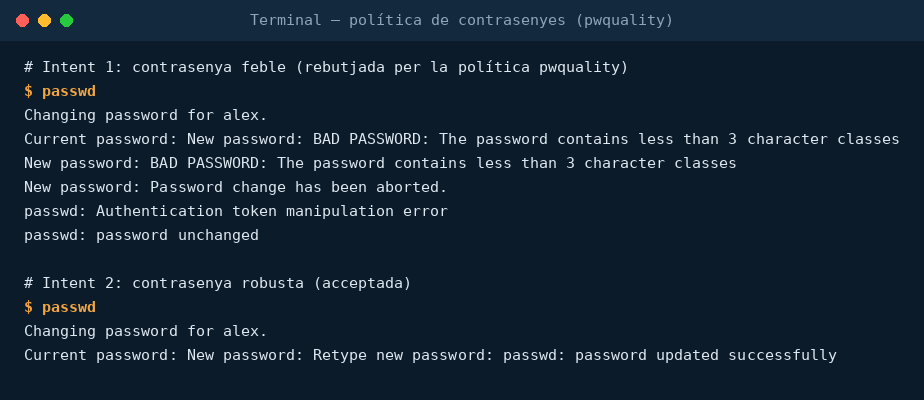 Terminal — política de contrasenyes (pwquality)
# Intent 1: contrasenya feble (rebutjada per la política pwquality)
$ passwd
Changing password for alex.
Current password: New password: BAD PASSWORD: The password contains less than 3 character classes
New password: BAD PASSWORD: The password contains less than 3 character classes
New password: Password change has been aborted.
passwd: Authentication token manipulation error
passwd: password unchanged
# Intent 2: contrasenya robusta (acceptada)
$ passwd
Changing password for alex.
Current password: New password: Retype new password: passwd: password updated successfully